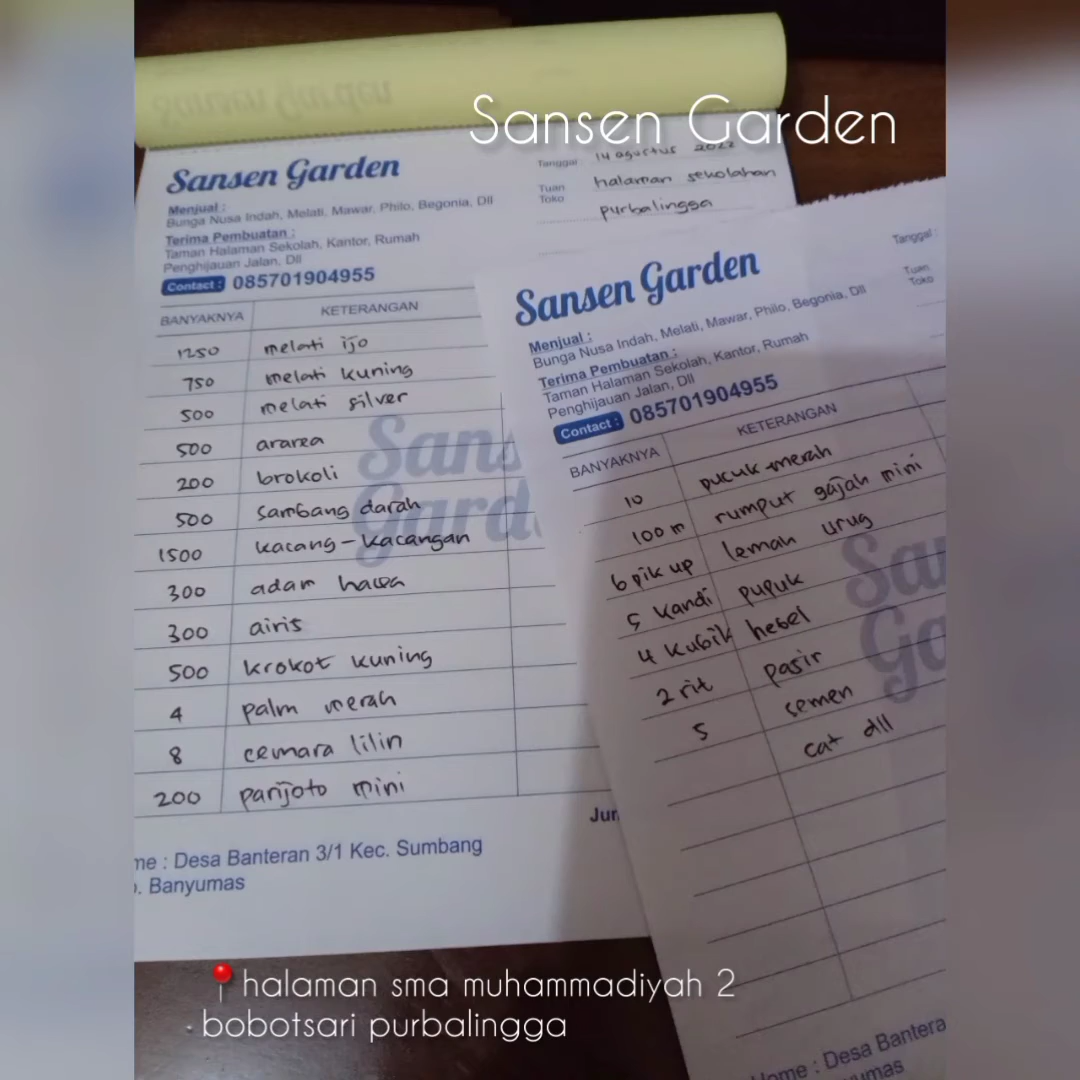 Sansen Garden
Sansen Garden
Menjual :
Bunga Nusa Indah, Melati, Mawar, Philo, Begonia, Dll
Terima Pembuatan :
Taman Halaman Sekolah, Kantor, Rumah
Penghijauan Jalan, Dll
Contact : 085701904955
Tanggal 14 agustus 2022
Tuan halaman sekolahan
Toko purbalingga
BANYAKNYA KETERANGAN
1250 melati ijo
750 melati kuning
500 melati silver
500 ararea
200 brokoli
500 sambang darah
1500 kacang-kacangan
300 adam hawa
300 airis
500 krokot kuning
4 palm merah
8 cemara lilin
200 parijoto mini
Jum
me : Desa Banteran 3/1 Kec. Sumbang
. Banyumas
Sansen Garden
Menjual :
Bunga Nusa Indah, Melati, Mawar, Philo, Begonia, Dll
Terima Pembuatan :
Taman Halaman Sekolah, Kantor, Rumah
Penghijauan Jalan, Dll
Contact : 085701904955
Tanggal :
Tuan
Toko
BANYAKNYA KETERANGAN
10 pucuk merah
100 m rumput gajah mini
6 pik up lemah urug
5 kandi pupuk
4 kubik hebel
2 rit pasir
5 semen
cat dll
Home : Desa Bantera
umas
halaman sma muhammadiyah 2
bobotsari purbalingga